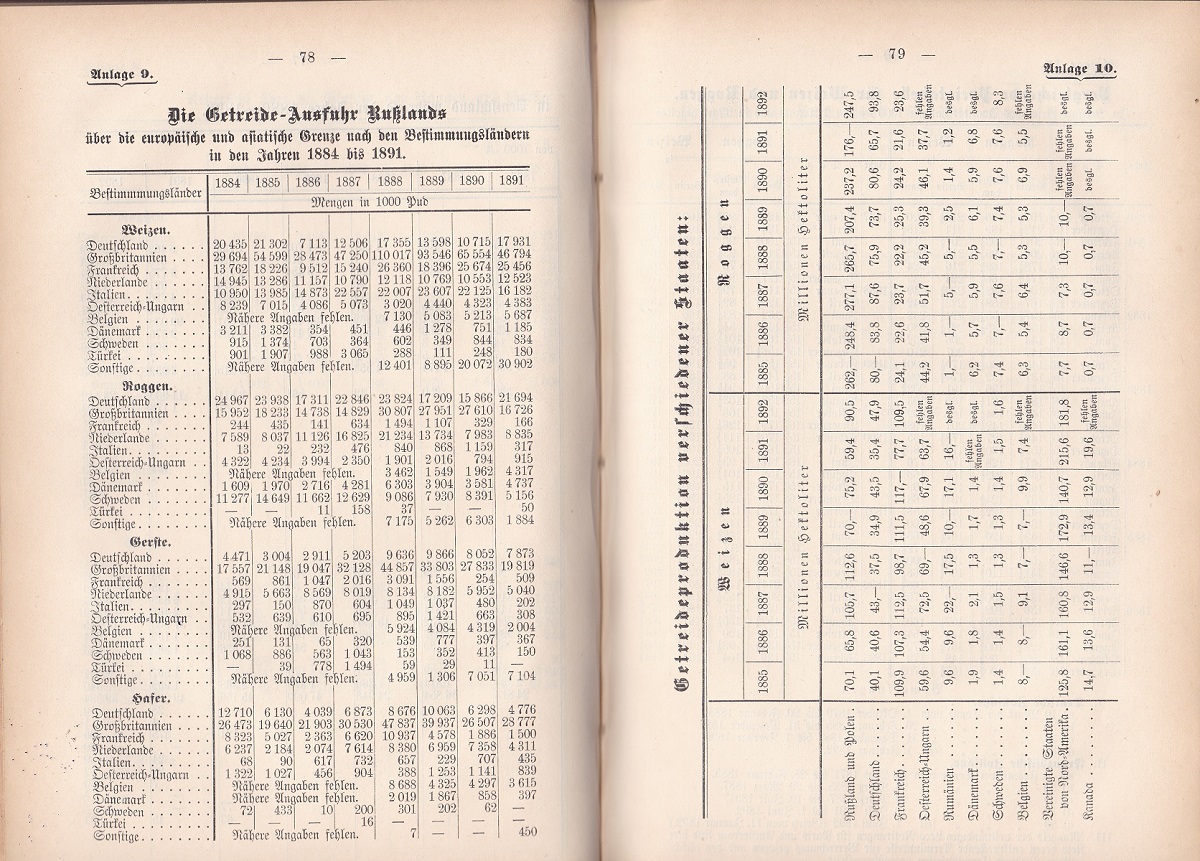 — 78 —
Anlage 9.
Die Getreide-Ausfuhr Rußlands
über die europäische und asiatische Grenze nach den Bestimmungsländern
in den Jahren 1884 bis 1891.
Bestimmungsländer 1884 1885 1886 1887 1888 1889 1890 1891
Mengen in 1000 Pud
Weizen.
Deutschland . . . . . . 20 435 21 302 7 113 12 506 17 355 13 598 10 715 17 931
Großbritannien . . . . 29 694 54 599 28 473 47 250 110 017 93 546 65 554 46 794
Frankreich . . . . . . 13 762 18 226 9 512 15 240 26 360 18 396 25 674 25 456
Niederlande . . . . . . 14 945 13 286 11 157 10 790 12 118 10 769 10 553 12 523
Italien . . . . . . . . 10 950 13 985 14 873 22 557 22 007 23 607 22 125 16 182
Oesterreich-Ungarn . . 8 239 7 715 4 086 5 073 3 020 4 440 4 323 4 383
Belgien . . . . . . . Nähere Angaben fehlen. 7 130 5 083 5 213 5 687
Dänemark . . . . . . 3 211 3 382 354 451 446 1 278 751 1 185
Schweden . . . . . . 915 1 374 703 364 602 349 844 834
Türkei . . . . . . . . 901 1 907 988 3 065 288 111 248 180
Sonstige . . . . . . . Nähere Angaben fehlen. 12 401 8 895 20 072 30 902
Roggen.
Deutschland . . . . . . 24 967 23 938 17 311 22 846 23 824 17 209 15 866 21 694
Großbritannien . . . . 15 952 18 233 14 738 14 829 30 807 27 951 27 610 16 726
Frankreich . . . . . . 244 435 141 634 1 494 1 107 329 166
Niederlande . . . . . . 7 589 8 037 11 126 16 825 21 234 13 734 7 983 8 835
Italien . . . . . . . . 13 22 232 476 840 868 1 159 317
Oesterreich-Ungarn . . 4 322 4 234 3 994 2 350 1 901 2 016 794 915
Belgien . . . . . . . Nähere Angaben fehlen. 3 462 1 549 1 962 4 317
Dänemark . . . . . . 1 609 1 970 2 716 4 281 6 303 3 904 3 581 4 737
Schweden . . . . . . 11 277 14 649 11 662 12 629 9 086 7 930 8 391 5 156
Türkei . . . . . . . . — — 11 158 37 — — 50
Sonstige . . . . . . . Nähere Angaben fehlen. 7 175 5 262 6 303 1 884
Gerste.
Deutschland . . . . . . 4 471 3 004 2 911 5 203 9 636 9 866 8 052 7 873
Großbritannien . . . . 17 557 21 148 19 047 32 128 44 857 33 803 27 833 19 819
Frankreich . . . . . . 569 861 1 047 2 016 3 091 1 556 254 509
Niederlande . . . . . . 4 915 5 663 8 569 8 019 8 134 8 182 5 952 5 040
Italien . . . . . . . . 297 150 870 604 1 049 1 037 480 202
Oesterreich-Ungarn . . 532 639 610 695 895 1 421 663 308
Belgien . . . . . . . Nähere Angaben fehlen. 5 924 4 084 4 319 2 004
Dänemark . . . . . . 251 131 65 320 539 777 397 367
Schweden . . . . . . 1 068 886 563 1 043 153 352 413 150
Türkei . . . . . . . . — 39 778 1 494 59 29 11 —
Sonstige . . . . . . . Nähere Angaben fehlen. 4 959 1 306 7 051 7 104
Hafer.
Deutschland . . . . . . 12 710 6 130 4 039 6 873 8 676 10 063 6 298 4 776
Großbritannien . . . . 26 473 19 640 21 903 30 530 47 837 39 937 26 507 28 777
Frankreich . . . . . . 8 323 5 027 2 363 6 620 10 937 4 578 1 886 1 500
Niederlande . . . . . . 6 237 2 184 2 074 7 614 8 380 6 959 7 358 4 311
Italien . . . . . . . . 68 90 617 732 657 229 707 435
Oesterreich-Ungarn . . 1 322 1 027 456 904 388 1 253 1 141 839
Belgien . . . . . . . Nähere Angaben fehlen. 8 688 4 325 4 297 3 615
Dänemark . . . . . . Nähere Angaben fehlen. 2 019 1 867 858 397
Schweden . . . . . . 72 433 10 200 301 202 62 —
Türkei . . . . . . . . — — — 16 — — — —
Sonstige . . . . . . . Nähere Angaben fehlen. 7 — — 450
— 79 —
Anlage 10.
Getreideproduktion verschiedener Staaten:
Weizen Roggen
1885 1886 1887 1888 1889 1890 1891 1892 1885 1886 1887 1888 1889 1890 1891 1892
Millionen Hektoliter Millionen Hektoliter
Rußland und Polen . 70,1 65,8 105,7 112,6 70,— 75,2 59,4 90,5 262,— 248,4 277,1 265,7 207,4 237,2 176,— 247,5
Deutschland . . . . . 40,1 40,6 43,— 37,5 34,9 43,5 35,4 47,9 80,— 83,8 87,6 75,9 73,7 80,6 65,7 93,8
Frankreich . . . . . . 109,9 107,3 112,5 98,7 111,5 117,— 77,7 109,5 24,1 22,6 23,7 22,2 25,3 24,2 21,6 23,6
Österreich-Ungarn . . 59,6 54,4 72,5 69,— 48,6 67,9 63,7 fehlen Angaben 44,2 41,8 51,7 45,2 39,3 46,1 37,7 fehlen Angaben
Rumänien . . . . . . 9,6 9,6 22,— 17,5 10,— 17,1 16,— desgl. 1,— 1,— 5,— 5,— 2,5 1,4 1,2 desgl.
Dänemark . . . . . . 1,9 1,8 2,1 1,3 1,7 1,4 fehlen Angaben desgl. 6,2 5,7 5,9 5,5 6,1 5,9 6,8 desgl.
Schweden . . . . . . 1,4 1,4 1,5 1,3 1,3 1,4 1,5 1,6 7,4 7,— 7,6 7,— 7,4 7,6 7,6 8,3
Belgien . . . . . . . 8,— 8,— 9,1 7,— 7,— 9,9 7,4 fehlen Angaben 6,3 5,4 6,4 5,3 5,3 6,9 5,5 fehlen Angaben
Vereinigte Staaten
von Nord-Amerika . 125,8 161,1 160,8 146,6 172,9 140,7 215,6 181,8 7,7 8,7 7,3 10,— 10,— fehlen Angaben fehlen Angaben desgl.
Kanada . . . . . . . 14,7 13,6 12,9 11,— 13,4 12,9 19,6 fehlen Angaben 0,7 0,7 0,7 0,7 0,7 desgl. desgl. desgl.